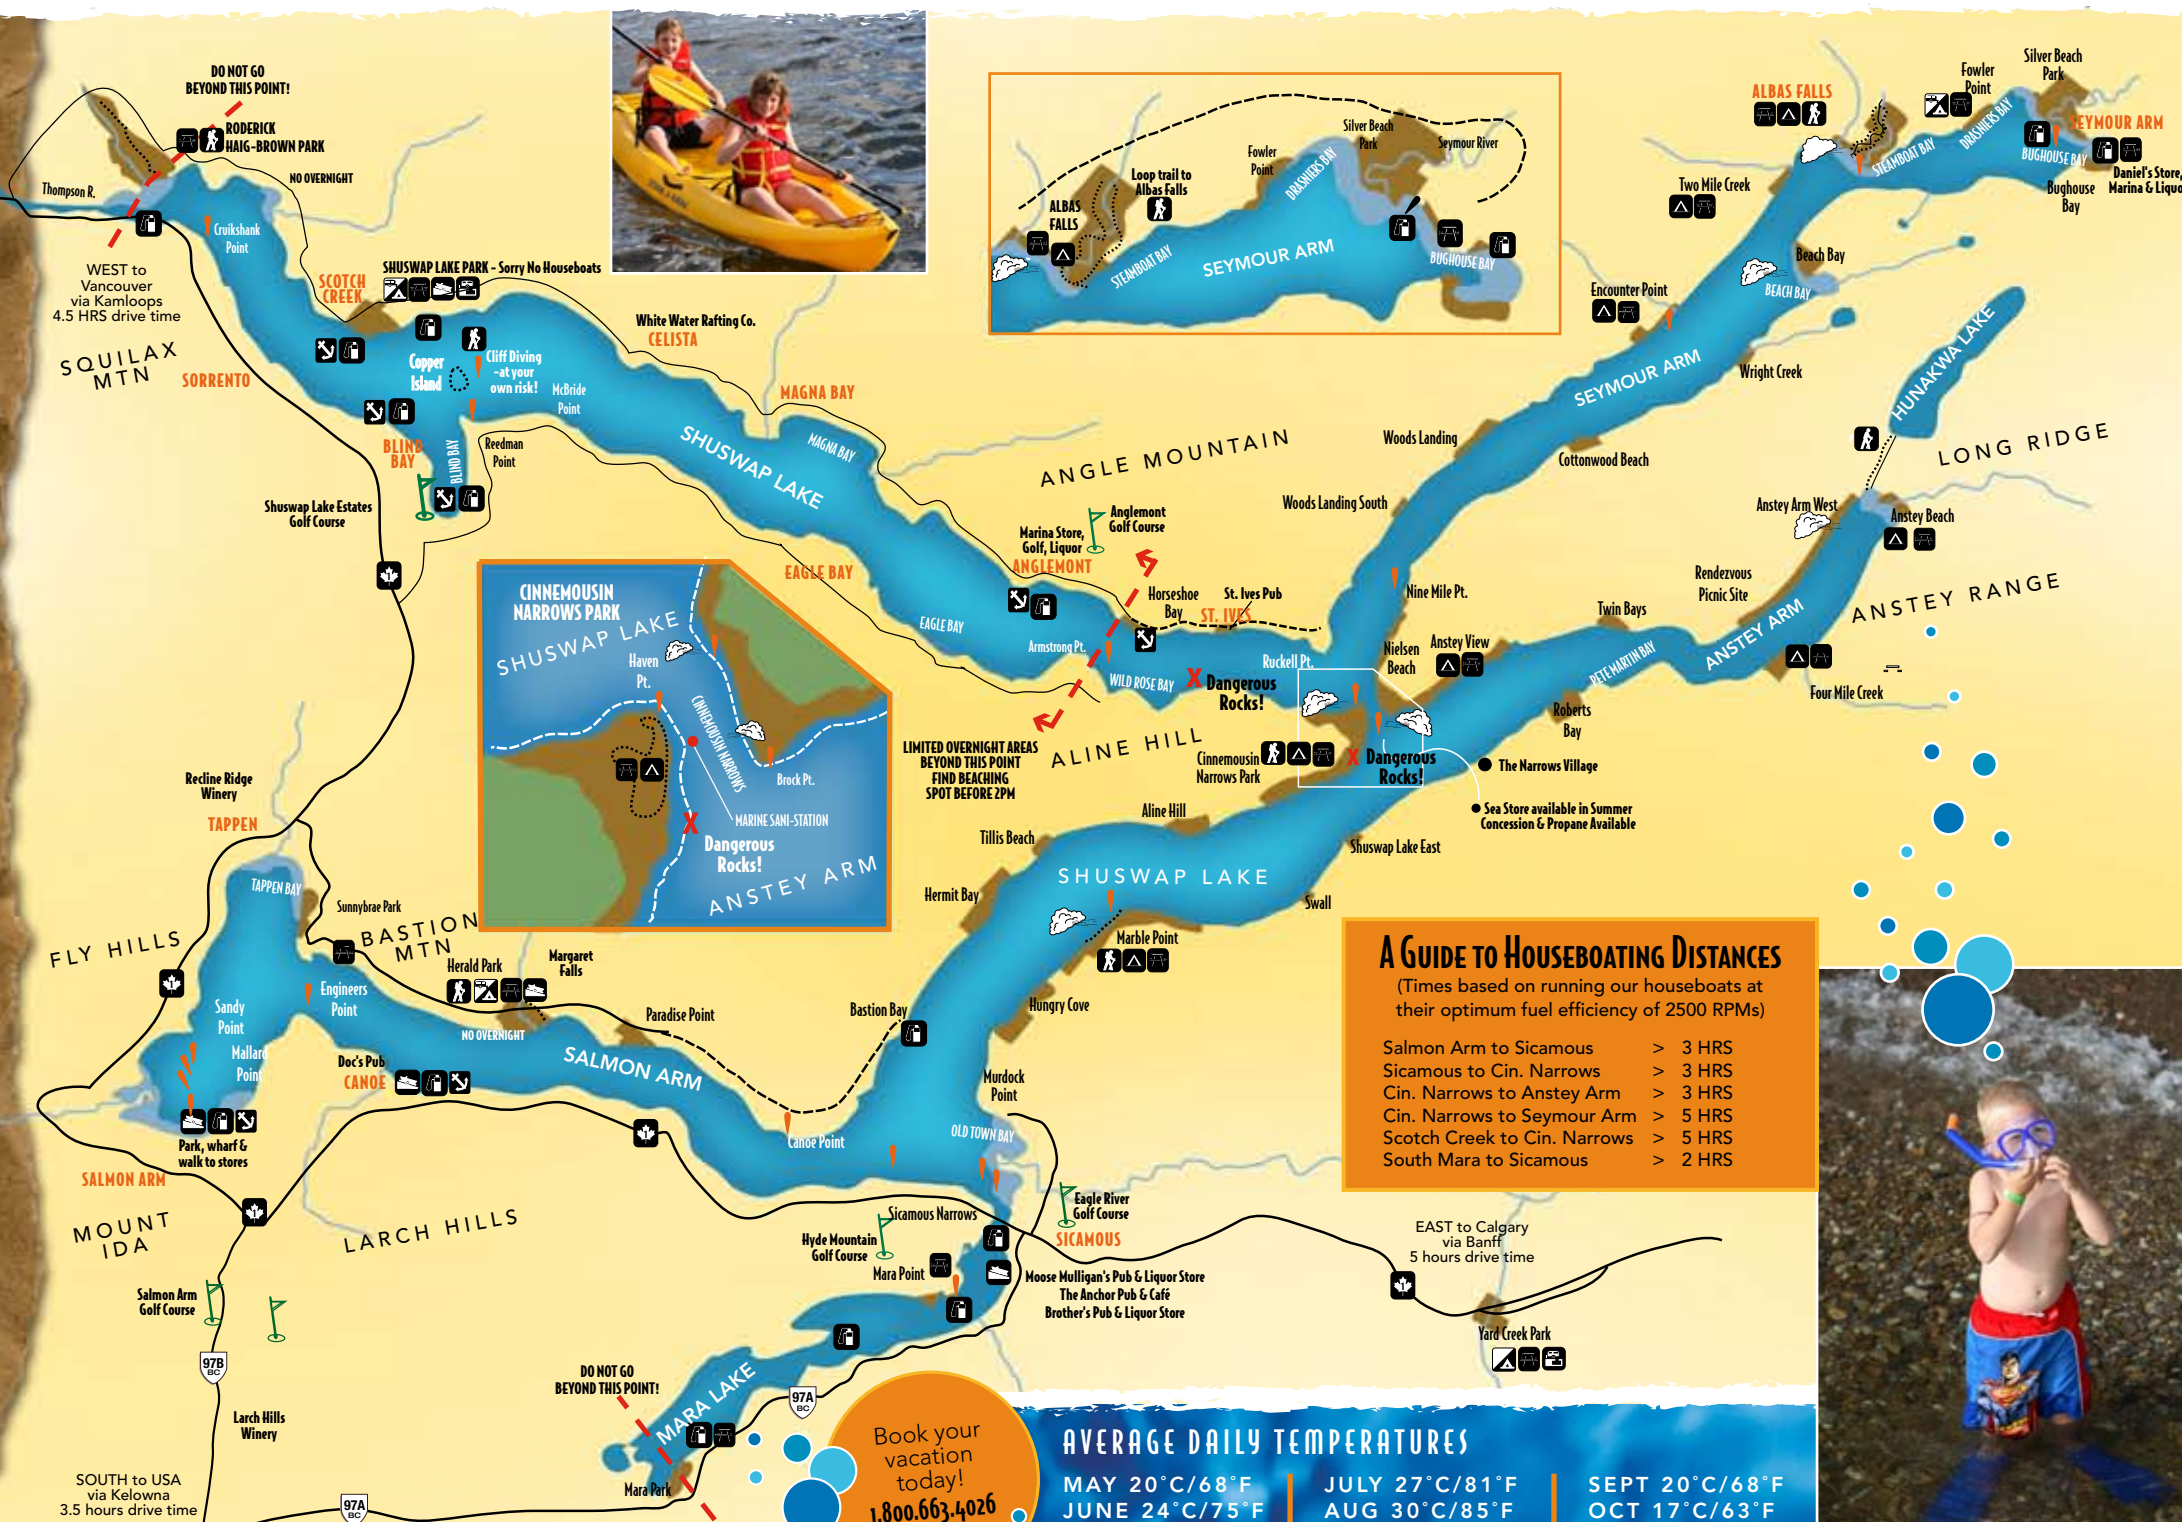 DO NOT GO
BEYOND THIS POINT!
RODERICK
HAIG-BROWN PARK
NO OVERNIGHT
Thompson R.
Cruikshank
Point
WEST to
Vancouver
via Kamloops
4.5 HRS drive time
SQUILAX
MTN
SORRENTO
SCOTCH
CREEK
SHUSWAP LAKE PARK - Sorry No Houseboats
Copper
Island
Cliff Diving
-at your
own risk!
McBride
Point
White Water Rafting Co.
CELISTA
MAGNA BAY
MAGNA BAY
BLIND
BAY
BLIND BAY
Reedman
Point
Shuswap Lake Estates
Golf Course
SHUSWAP LAKE
EAGLE BAY
EAGLE BAY
ANGLE MOUNTAIN
Anglemont
Golf Course
Marina Store,
Golf, Liquor
ANGLEMONT
Horseshoe
Bay
St. Ives Pub
ST. IVES
Armstrong Pt.
WILD ROSE BAY
X Dangerous
Rocks!
Ruckell Pt.
LIMITED OVERNIGHT AREAS
BEYOND THIS POINT
FIND BEACHING
SPOT BEFORE 2PM
ALINE HILL
Cinnemousin
Narrows Park
X Dangerous
Rocks!
The Narrows Village
Sea Store available in Summer
Concession & Propane Available
ALBAS
FALLS
Loop trail to
Albas Falls
Fowler
Point
DRASNIERS BAY
Silver Beach
Park
Seymour River
STEAMBOAT BAY
SEYMOUR ARM
BUGHOUSE BAY
ALBAS FALLS
Fowler
Point
Silver Beach
Park
DRASNIERS BAY
STEAMBOAT BAY
SEYMOUR ARM
BUGHOUSE BAY
Bughouse
Bay
Daniel's Store,
Marina & Liquo
Two Mile Creek
Beach Bay
BEACH BAY
Encounter Point
Wright Creek
SEYMOUR ARM
HUNAKWA LAKE
LONG RIDGE
Woods Landing
Cottonwood Beach
Woods Landing South
Anstey Arm West
Anstey Beach
Nine Mile Pt.
Rendezvous
Picnic Site
Twin Bays
ANSTEY RANGE
Nielsen
Beach
Anstey View
PETE MARTIN BAY
ANSTEY ARM
Four Mile Creek
Roberts
Bay
CINNEMOUSIN
NARROWS PARK
SHUSWAP LAKE
Haven
Pt.
CINNEMOUSIN NARROWS
Brock Pt.
MARINE SANI-STATION
X
Dangerous
Rocks!
ANSTEY ARM
Recline Ridge
Winery
TAPPEN
TAPPEN BAY
Sunnybrae Park
FLY HILLS
BASTION
MTN
Herald Park
Margaret
Falls
Engineers
Point
Sandy
Point
Mallard
Point
NO OVERNIGHT
Paradise Point
Bastion Bay
Doc's Pub
CANOE
SALMON ARM
Park, wharf &
walk to stores
SALMON ARM
MOUNT
IDA
LARCH HILLS
Canoe Point
Tillis Beach
Aline Hill
Shuswap Lake East
SHUSWAP LAKE
Hermit Bay
Swall
Marble Point
Hungry Cove
Murdock
Point
OLD TOWN BAY
A GUIDE TO HOUSEBOATING DISTANCES
(Times based on running our houseboats at
their optimum fuel efficiency of 2500 RPMs)
Salmon Arm to Sicamous > 3 HRS
Sicamous to Cin. Narrows > 3 HRS
Cin. Narrows to Anstey Arm > 3 HRS
Cin. Narrows to Seymour Arm > 5 HRS
Scotch Creek to Cin. Narrows > 5 HRS
South Mara to Sicamous > 2 HRS
Eagle River
Golf Course
SICAMOUS
Sicamous Narrows
Hyde Mountain
Golf Course
Mara Point
Moose Mulligan's Pub & Liquor Store
The Anchor Pub & Café
Brother's Pub & Liquor Store
EAST to Calgary
via Banff
5 hours drive time
1
1
1
1
1
Yard Creek Park
Salmon Arm
Golf Course
97B
BC
Larch Hills
Winery
SOUTH to USA
via Kelowna
3.5 hours drive time
97A
BC
DO NOT GO
BEYOND THIS POINT!
MARA LAKE
Mara Park
97A
BC
Book your
vacation
today!
1.800.663.4026
AVERAGE DAILY TEMPERATURES
MAY 20°C/68°F
JUNE 24°C/75°F
JULY 27°C/81°F
AUG 30°C/85°F
SEPT 20°C/68°F
OCT 17°C/63°F